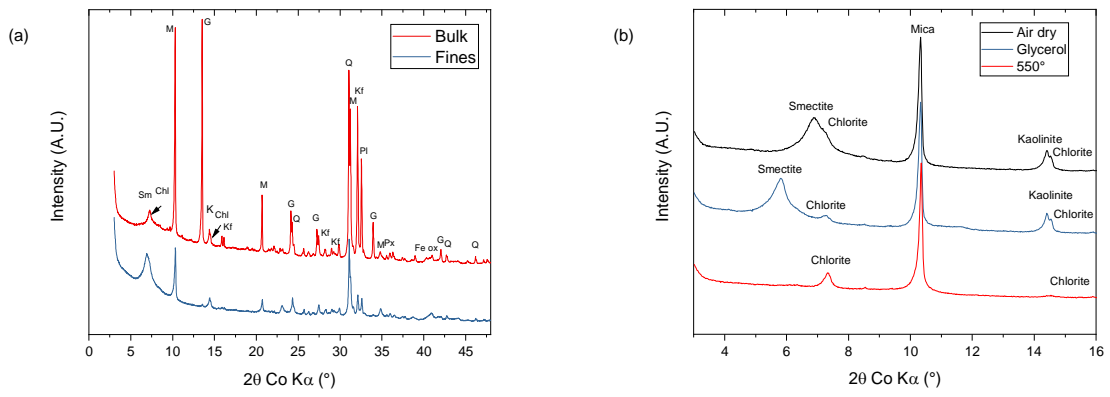 (a)
Intensity (A.U.)
Bulk
Fines
M
G
Sm
Chl
K
Chl
Kf
M
G
Q
G
Kf
Kf
Q
M
Kf
Pl
G
M
Px
Fe ox
G
Q
Q
0 5 10 15 20 25 30 35 40 45
2θ Co Kα (°)
(b)
Intensity (A.U.)
Air dry
Glycerol
550°
Mica
Smectite
Chlorite
Kaolinite
Chlorite
Smectite
Chlorite
Kaolinite
Chlorite
Chlorite
Chlorite
4 6 8 10 12 14 16
2θ Co Kα (°)